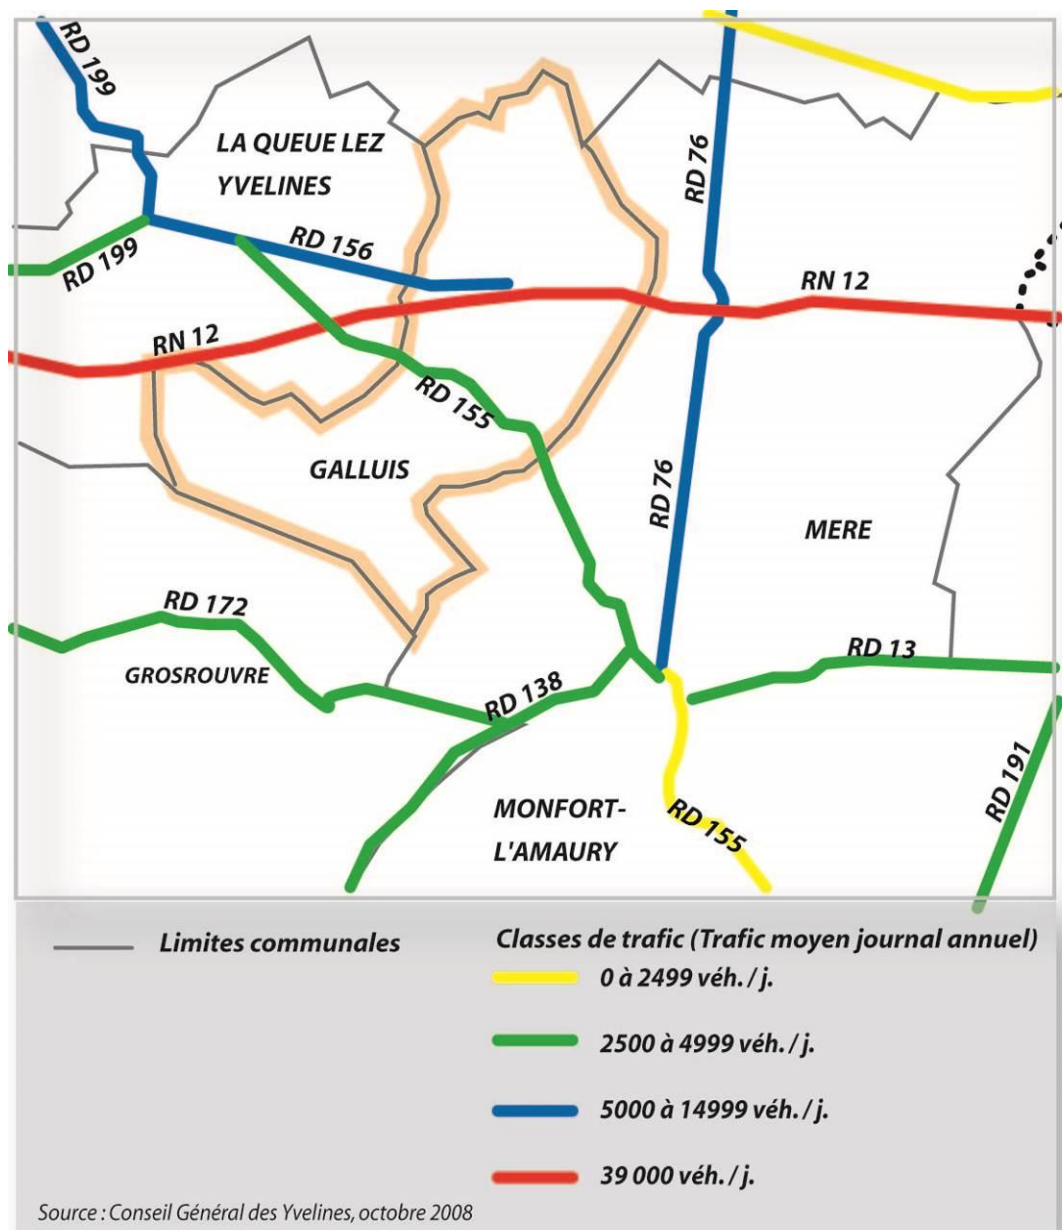 RD 199
LA QUEUE LEZ
YVELINES
RD 76
RD 199
RD 156
RN 12
RN 12
RD 155
GALLUIS
RD 76
MERE
RD 172
GROSROUVRE
RD 138
RD 13
RD 191
MONFORT-
L'AMAURY
RD 155
Limites communales
Classes de trafic (Trafic moyen journal annuel)
0 à 2499 véh. / j.
2500 à 4999 véh. / j.
5000 à 14999 véh. / j.
39 000 véh. / j.
Source : Conseil Général des Yvelines, octobre 2008